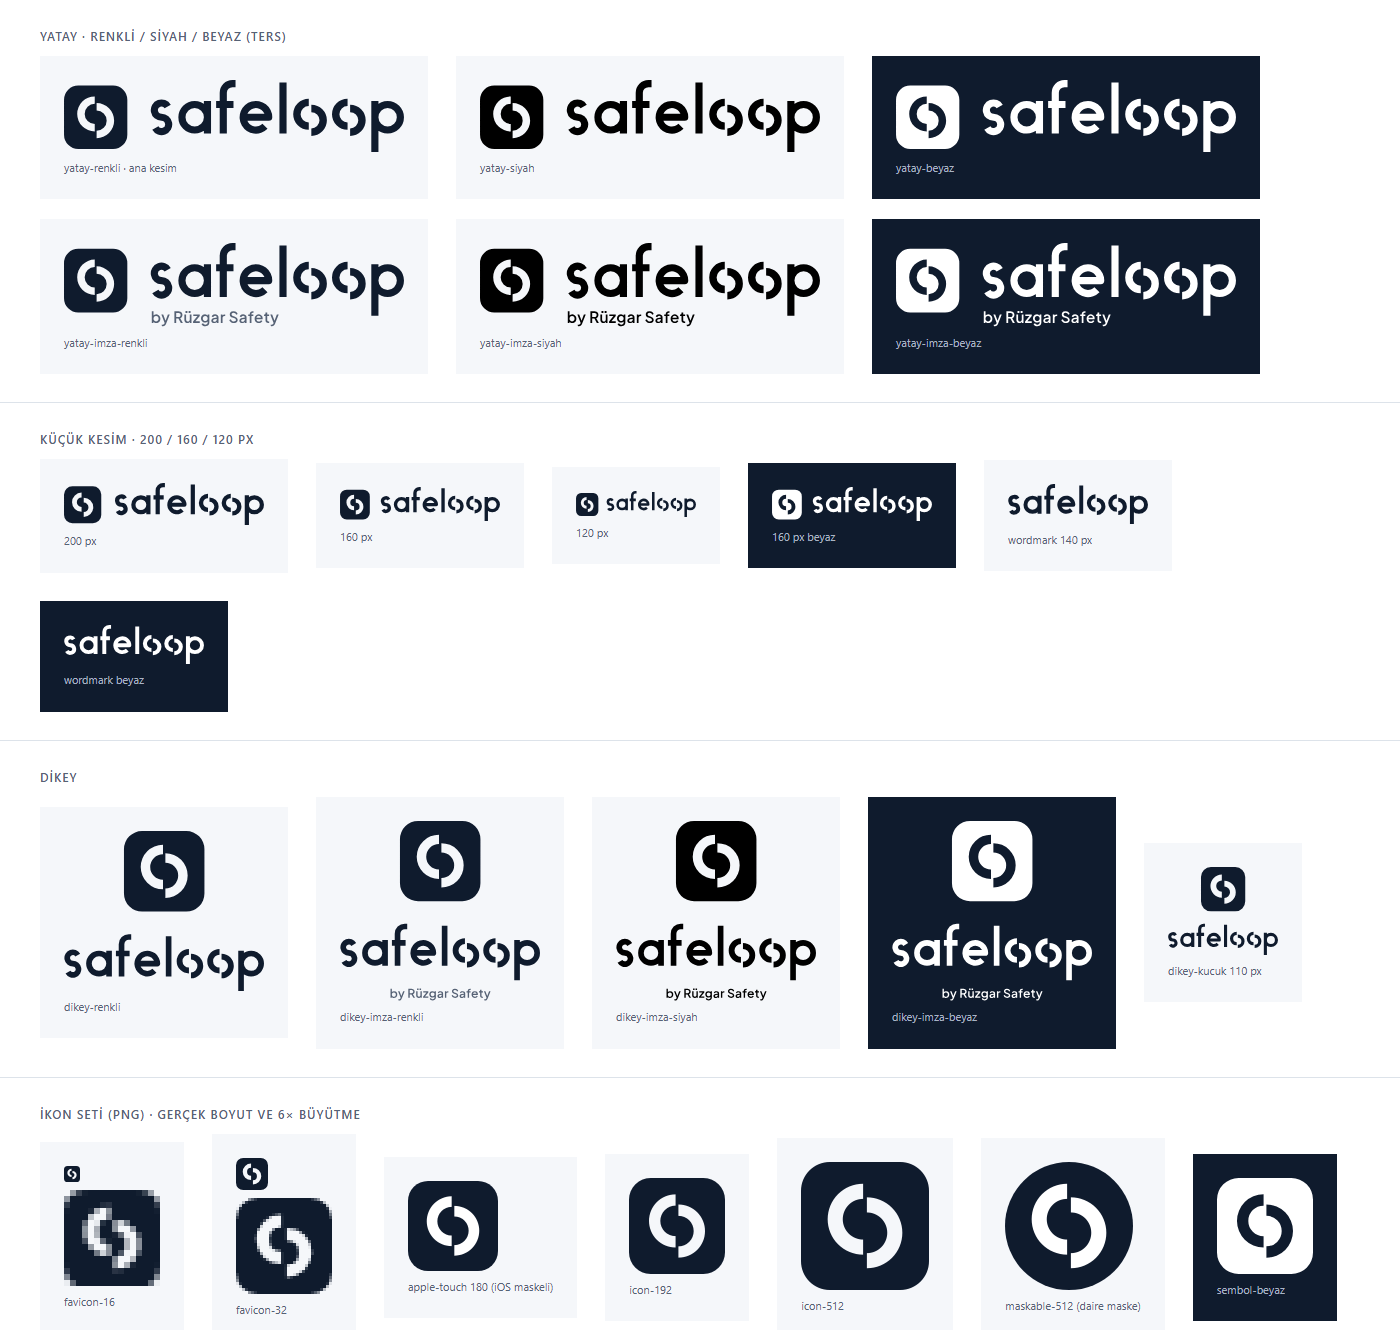 YATAY · RENKLİ / SİYAH / BEYAZ (TERS)
safeloop
yatay-renkli · ana kesim
safeloop
yatay-siyah
safeloop
yatay-beyaz
safeloop
by Rüzgar Safety
yatay-imza-renkli
safeloop
by Rüzgar Safety
yatay-imza-siyah
safeloop
by Rüzgar Safety
yatay-imza-beyaz
KÜÇÜK KESİM · 200 / 160 / 120 PX
safeloop
200 px
safeloop
160 px
safeloop
120 px
safeloop
160 px beyaz
safeloop
wordmark 140 px
safeloop
wordmark beyaz
DİKEY
safeloop
dikey-renkli
safeloop
by Rüzgar Safety
dikey-imza-renkli
safeloop
by Rüzgar Safety
dikey-imza-siyah
safeloop
by Rüzgar Safety
dikey-imza-beyaz
safeloop
dikey-kucuk 110 px
İKON SETİ (PNG) · GERÇEK BOYUT VE 6× BÜYÜTME
favicon-16
favicon-32
apple-touch 180 (iOS maskeli)
icon-192
icon-512
maskable-512 (daire maske)
sembol-beyaz